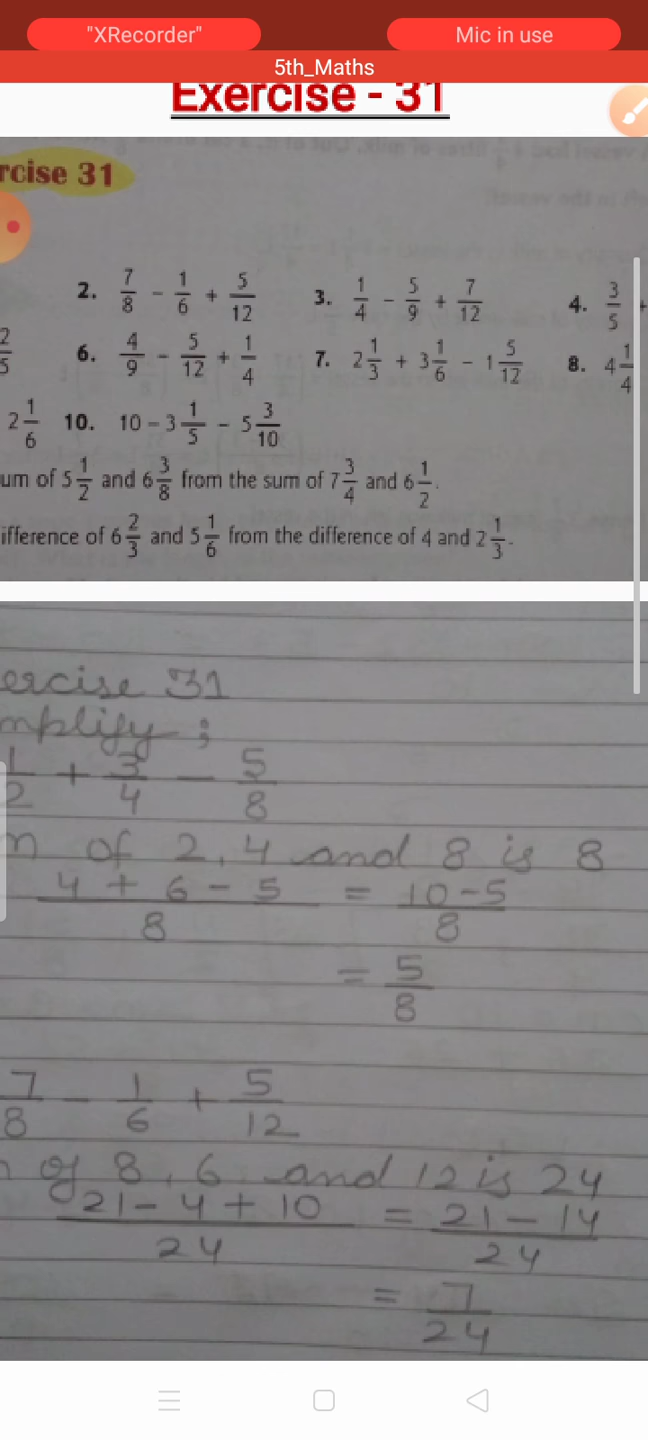 "XRecorder" Mic in use
5th_Maths
Exercise - 31
rcise 31
2. 7/8 - 1/6 + 5/12 3. 1/4 - 5/9 + 7/12 4. 3/5 +
2/5 6. 4/9 - 5/12 + 1/4 7. 2 1/3 + 3 1/6 - 1 5/12 8. 4 1/4
2 1/6 10. 10 - 3 1/5 - 5 3/10
um of 5 1/2 and 6 3/8 from the sum of 7 3/4 and 6 1/2.
ifference of 6 2/3 and 5 1/6 from the difference of 4 and 2 1/3.
ercise 31
mplify ;
1/2 + 3/4 - 5/8
m of 2, 4 and 8 is 8
4 + 6 - 5 / 8 = 10 - 5 / 8
= 5/8
7/8 - 1/6 + 5/12
of 8, 6 and 12 is 24
21 - 4 + 10 / 24 = 21 - 14 / 24
= 7/24